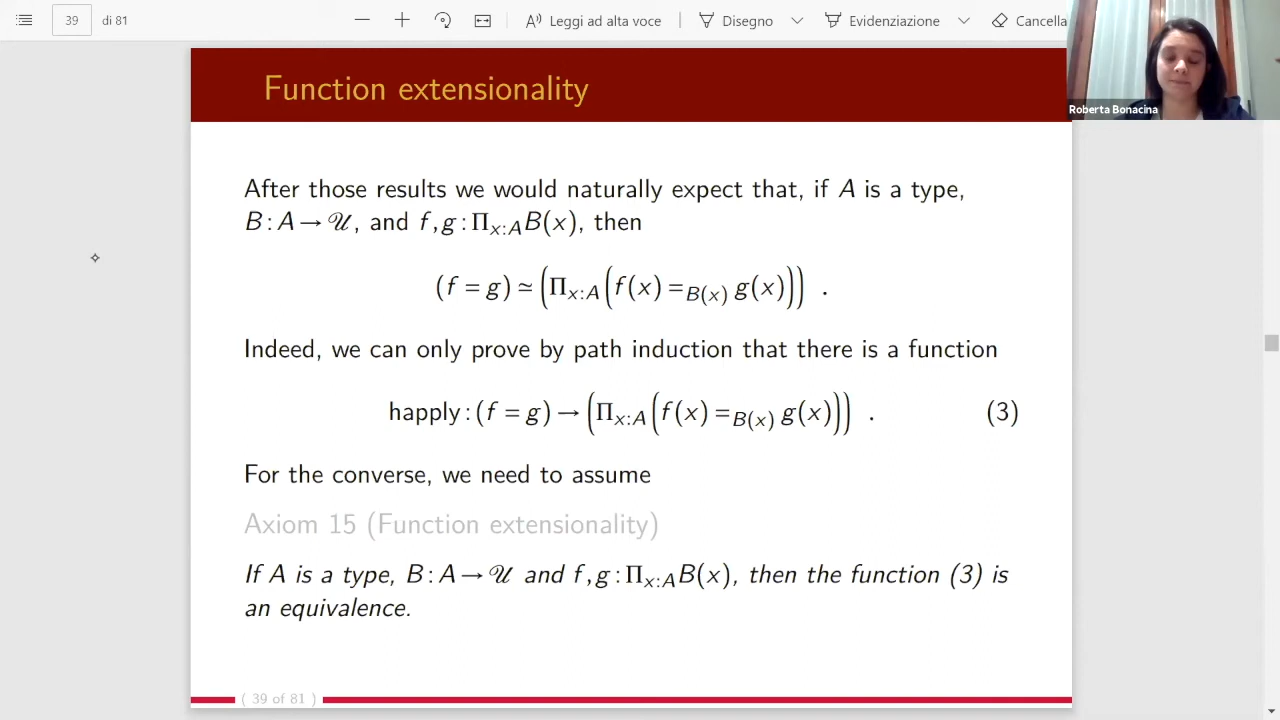 39 di 81 Leggi ad alta voce Disegno Evidenziazione Cancella
Roberta Bonacina
Function extensionality
After those results we would naturally expect that, if A is a type,
B : A → 𝒰, and f, g : Π_{x:A} B(x), then
(f = g) ≃ (Π_{x:A} (f(x) =_{B(x)} g(x))) .
Indeed, we can only prove by path induction that there is a function
happly : (f = g) → (Π_{x:A} (f(x) =_{B(x)} g(x))) . (3)
For the converse, we need to assume
Axiom 15 (Function extensionality)
If A is a type, B : A → 𝒰 and f, g : Π_{x:A} B(x), then the function (3) is
an equivalence.
( 39 of 81 )